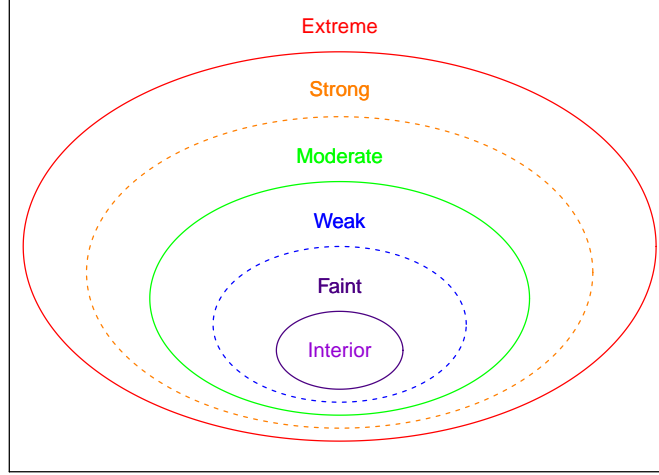 Extreme
Strong
Moderate
Weak
Faint
Interior